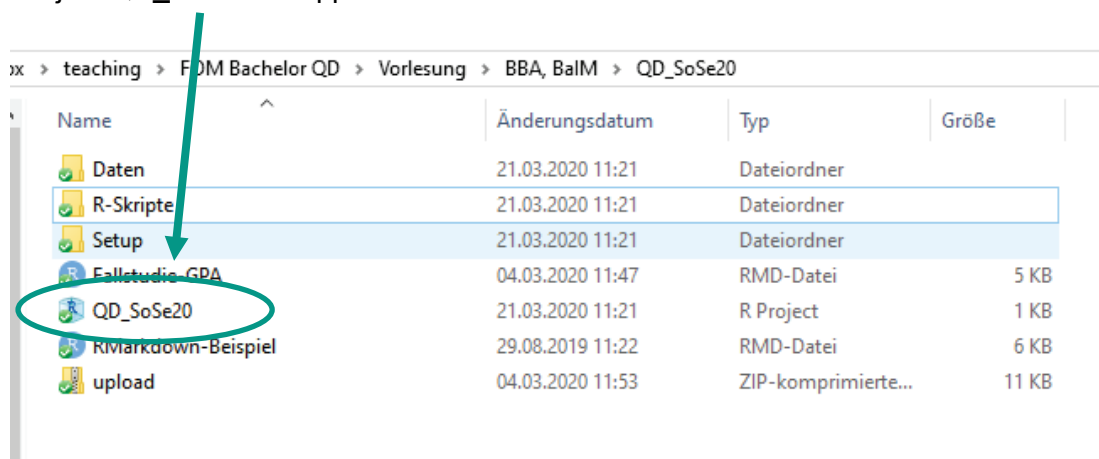 ox > teaching > FOM Bachelor QD > Vorlesung > BBA, BaIM > QD_SoSe20
Name Änderungsdatum Typ Größe
Daten 21.03.2020 11:21 Dateiordner
R-Skripte 21.03.2020 11:21 Dateiordner
Setup 21.03.2020 11:21 Dateiordner
Fallstudie-GPA 04.03.2020 11:47 RMD-Datei 5 KB
QD_SoSe20 21.03.2020 11:21 R Project 1 KB
RMarkdown-Beispiel 29.08.2019 11:22 RMD-Datei 6 KB
upload 04.03.2020 11:53 ZIP-komprimierte... 11 KB